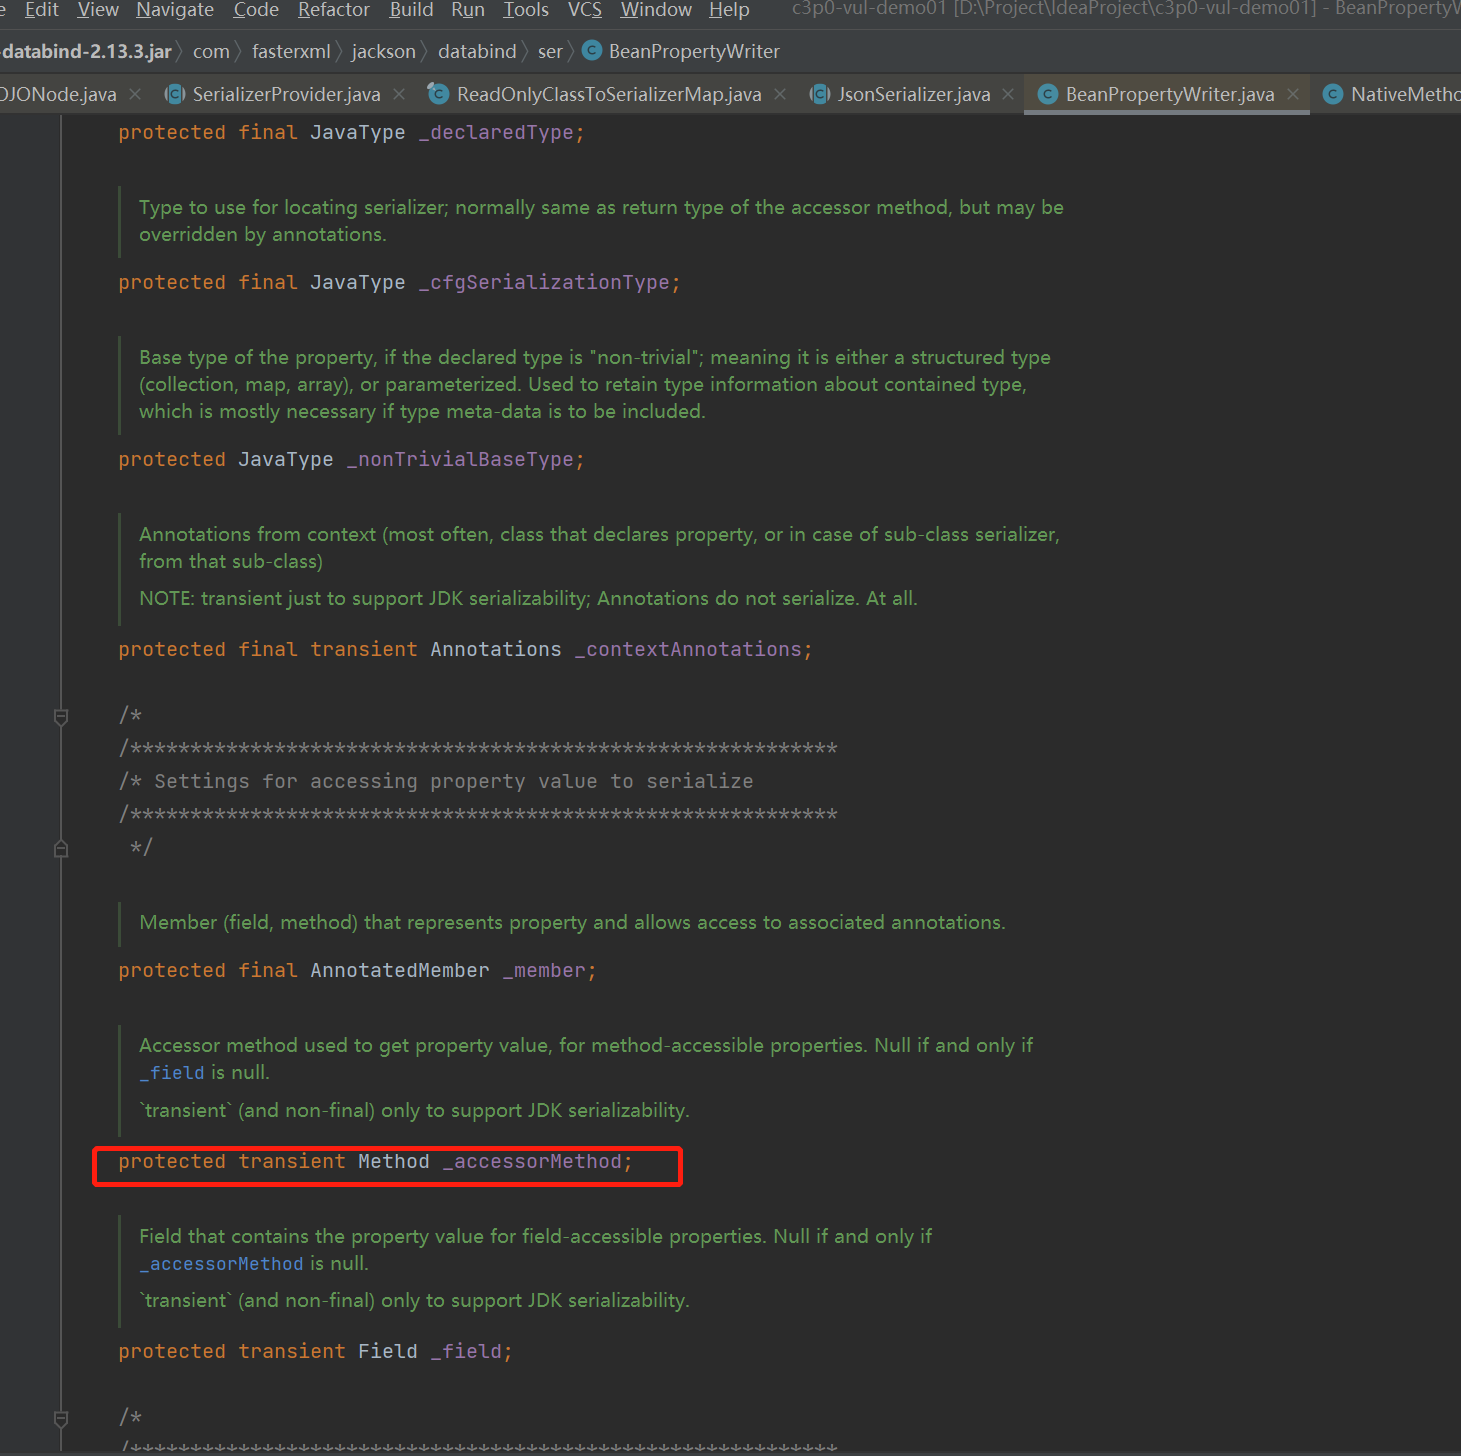 Edit View Navigate Code Refactor Build Run Tools VCS Window Help c3p0-vul-demo01 [D:\Project\IdeaProject\c3p0-vul-demo01] - BeanPropertyW
-databind-2.13.3.jar com fasterxml jackson databind ser C BeanPropertyWriter
OJONode.java C SerializerProvider.java C ReadOnlyClassToSerializerMap.java C JsonSerializer.java C BeanPropertyWriter.java C NativeMetho
protected final JavaType _declaredType;
Type to use for locating serializer; normally same as return type of the accessor method, but may be
overridden by annotations.
protected final JavaType _cfgSerializationType;
Base type of the property, if the declared type is "non-trivial"; meaning it is either a structured type
(collection, map, array), or parameterized. Used to retain type information about contained type,
which is mostly necessary if type meta-data is to be included.
protected JavaType _nonTrivialBaseType;
Annotations from context (most often, class that declares property, or in case of sub-class serializer,
from that sub-class)
NOTE: transient just to support JDK serializability; Annotations do not serialize. At all.
protected final transient Annotations _contextAnnotations;
/*
/***********************************************************
/* Settings for accessing property value to serialize
/***********************************************************
*/
Member (field, method) that represents property and allows access to associated annotations.
protected final AnnotatedMember _member;
Accessor method used to get property value, for method-accessible properties. Null if and only if
_field is null.
`transient` (and non-final) only to support JDK serializability.
protected transient Method _accessorMethod;
Field that contains the property value for field-accessible properties. Null if and only if
_accessorMethod is null.
`transient` (and non-final) only to support JDK serializability.
protected transient Field _field;
/*
/***********************************************************